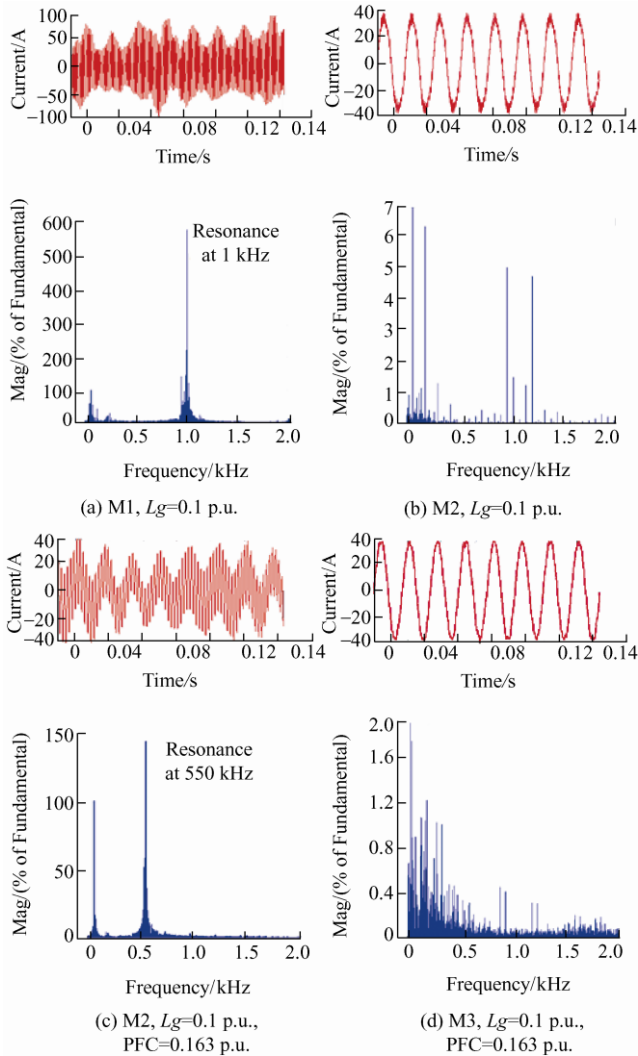 Current/A
100
50
0
−50
−100
0 0.04 0.08 0.12 0.14
Time/s
Current/A
40
20
0
−20
−40
0 0.04 0.08 0.12 0.14
Time/s
Mag/(% of Fundamental)
600
500
400
300
200
100
0
Resonance
at 1 kHz
0 0.5 1.0 1.5 2.0
Frequency/kHz
(a) M1, Lg=0.1 p.u.
Mag/(% of Fundamental)
7
6
5
4
3
2
1
0
0 0.5 1.0 1.5 2.0
Frequency/kHz
(b) M2, Lg=0.1 p.u.
Current/A
40
20
0
−20
−40
0 0.04 0.08 0.12 0.14
Time/s
Current/A
40
20
0
−20
−40
0 0.04 0.08 0.12 0.14
Time/s
Mag/(% of Fundamental)
150
100
50
0
Resonance
at 550 kHz
0 0.5 1.0 1.5 2.0
Frequency/kHz
(c) M2, Lg=0.1 p.u.,
PFC=0.163 p.u.
Mag/(% of Fundamental)
2.0
1.6
1.2
0.8
0.4
0
0 0.5 1.0 1.5 2.0
Frequency/kHz
(d) M3, Lg=0.1 p.u.,
PFC=0.163 p.u.